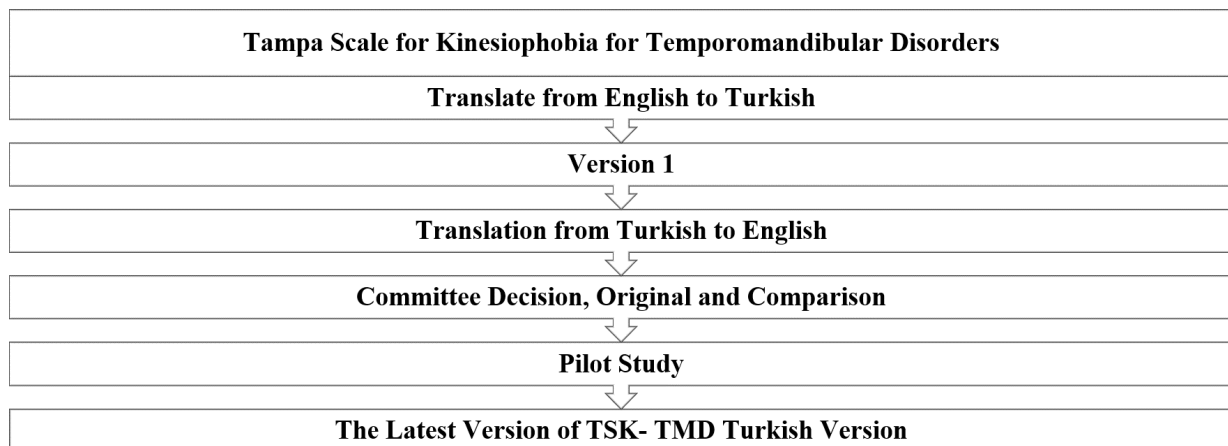 Tampa Scale for Kinesiophobia for Temporomandibular Disorders
Translate from English to Turkish
Version 1
Translation from Turkish to English
Committee Decision, Original and Comparison
Pilot Study
The Latest Version of TSK- TMD Turkish Version